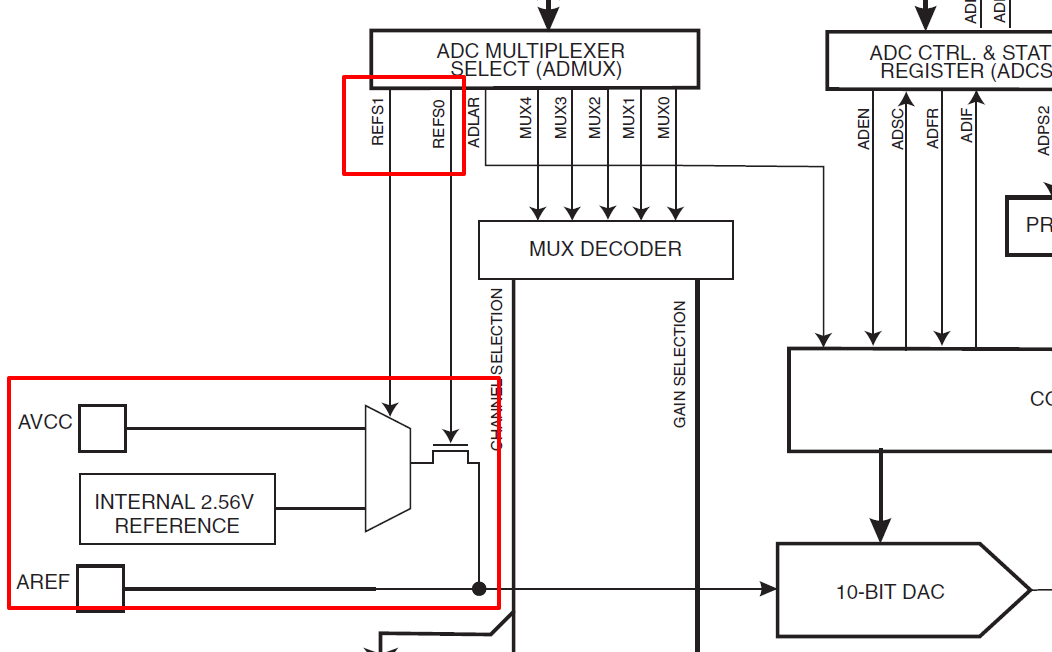 ADC MULTIPLEXER
SELECT (ADMUX)
ADC CTRL. & STAT
REGISTER (ADCS
REFS1
REFS0
ADLAR
MUX4
MUX3
MUX2
MUX1
MUX0
ADEN
ADSC
ADFR
ADIF
ADPS2
MUX DECODER
PR
CHANNEL SELECTION
GAIN SELECTION
AVCC
INTERNAL 2.56V
REFERENCE
AREF
CO
10-BIT DAC